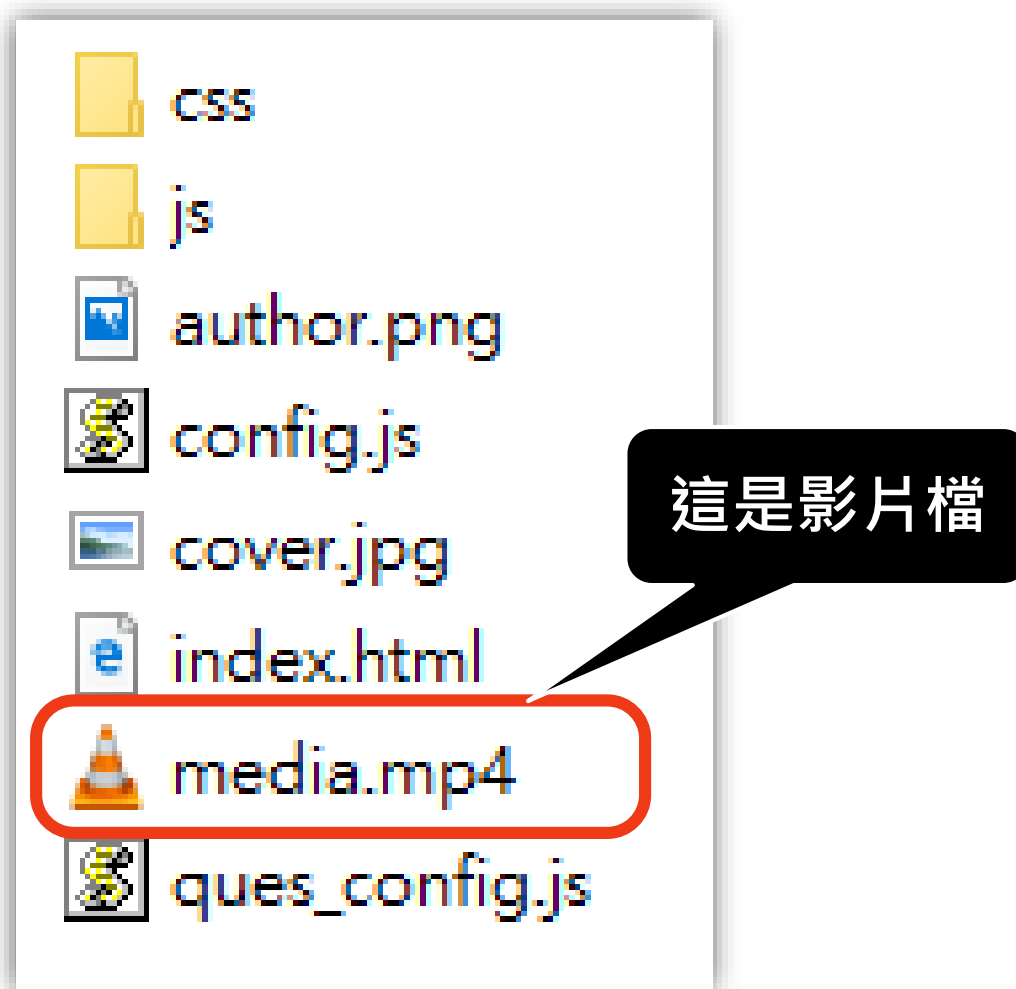 css
js
author.png
config.js
cover.jpg
這是影片檔
index.html
media.mp4
ques_config.js